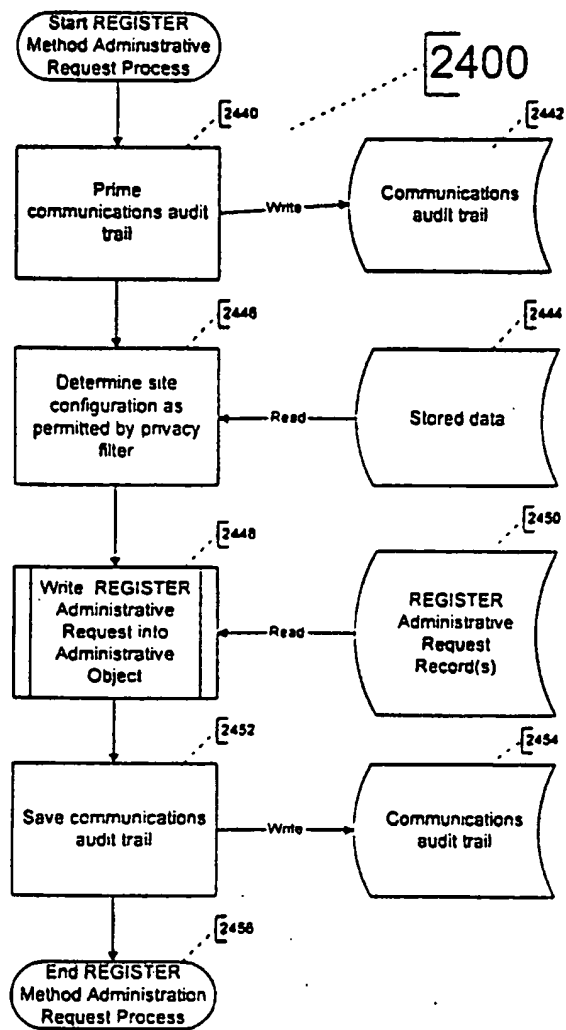 Start REGISTER
Method Administrative
Request Process
2400
2440
2442
Prime
communications audit
trail
Write
Communications
audit trail
2446
2444
Determine site
configuration as
permitted by privacy
filter
Read
Stored data
2448
2450
Write REGISTER
Administrative
Request into
Administrative
Object
Read
REGISTER
Administrative
Request
Record(s)
2452
2454
Save communications
audit trail
Write
Communications
audit trail
2456
End REGISTER
Method Administration
Request Process